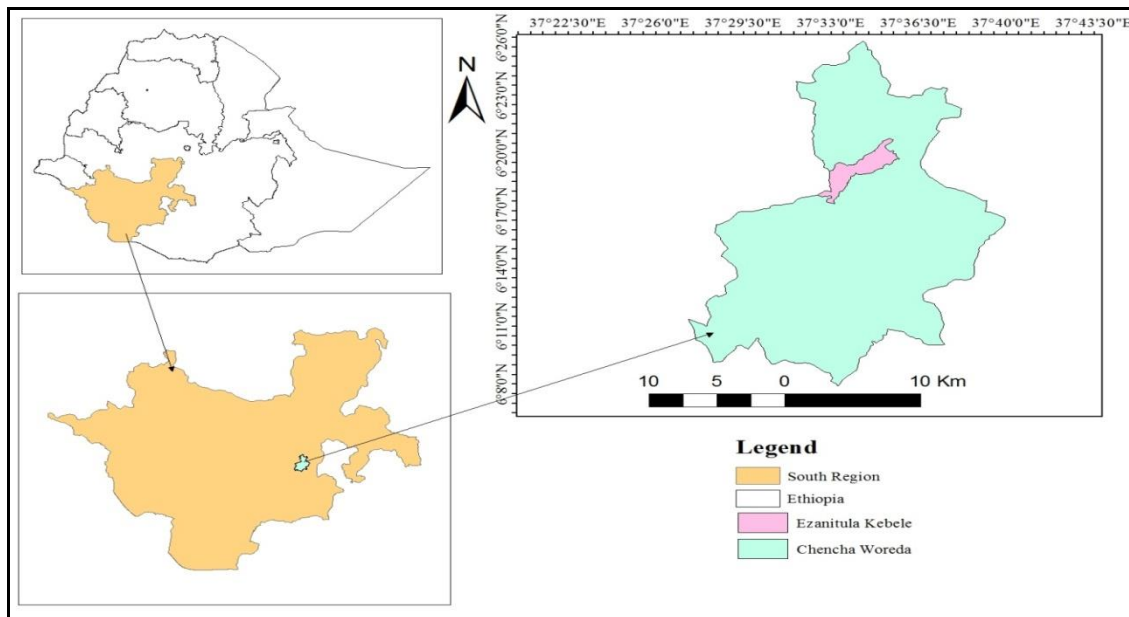 37°22'30"E 37°26'0"E 37°29'30"E 37°33'0"E 37°36'30"E 37°40'0"E 37°43'30"E
6°26'0"N
6°23'0"N
6°20'0"N
6°17'0"N
6°14'0"N
6°11'0"N
6°8'0"N
N
10 5 0 10 Km
Legend
South Region
Ethiopia
Ezanitula Kebele
Chencha Woreda